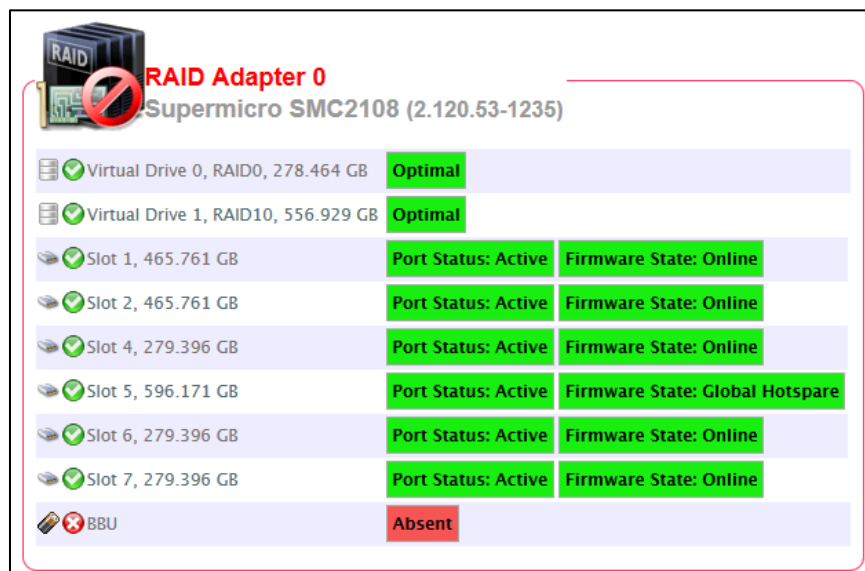 RAID
RAID Adapter 0
Supermicro SMC2108 (2.120.53-1235)
Virtual Drive 0, RAID0, 278.464 GB Optimal
Virtual Drive 1, RAID10, 556.929 GB Optimal
Slot 1, 465.761 GB Port Status: Active Firmware State: Online
Slot 2, 465.761 GB Port Status: Active Firmware State: Online
Slot 4, 279.396 GB Port Status: Active Firmware State: Online
Slot 5, 596.171 GB Port Status: Active Firmware State: Global Hotspare
Slot 6, 279.396 GB Port Status: Active Firmware State: Online
Slot 7, 279.396 GB Port Status: Active Firmware State: Online
BBU Absent